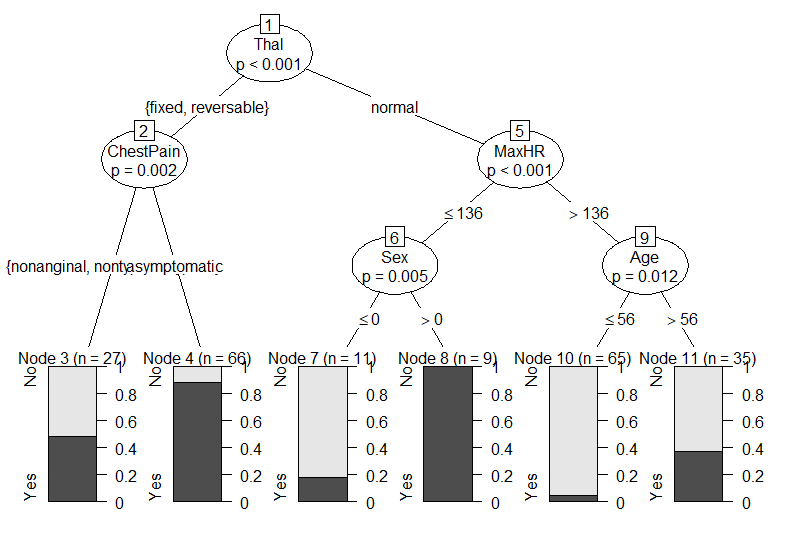 1
Thal
p < 0.001
{fixed, reversable}
normal
2
ChestPain
p = 0.002
5
MaxHR
p < 0.001
≤ 136
> 136
6
Sex
p = 0.005
9
Age
p = 0.012
{nonanginal, nonty
asymptomatic
≤ 0
> 0
≤ 56
> 56
Node 3 (n = 27)
No
Yes
1
0.8
0.6
0.4
0.2
0
Node 4 (n = 66)
No
Yes
1
0.8
0.6
0.4
0.2
0
Node 7 (n = 11)
No
Yes
1
0.8
0.6
0.4
0.2
0
Node 8 (n = 9)
No
Yes
1
0.8
0.6
0.4
0.2
0
Node 10 (n = 65)
No
Yes
1
0.8
0.6
0.4
0.2
0
Node 11 (n = 35)
No
Yes
1
0.8
0.6
0.4
0.2
0